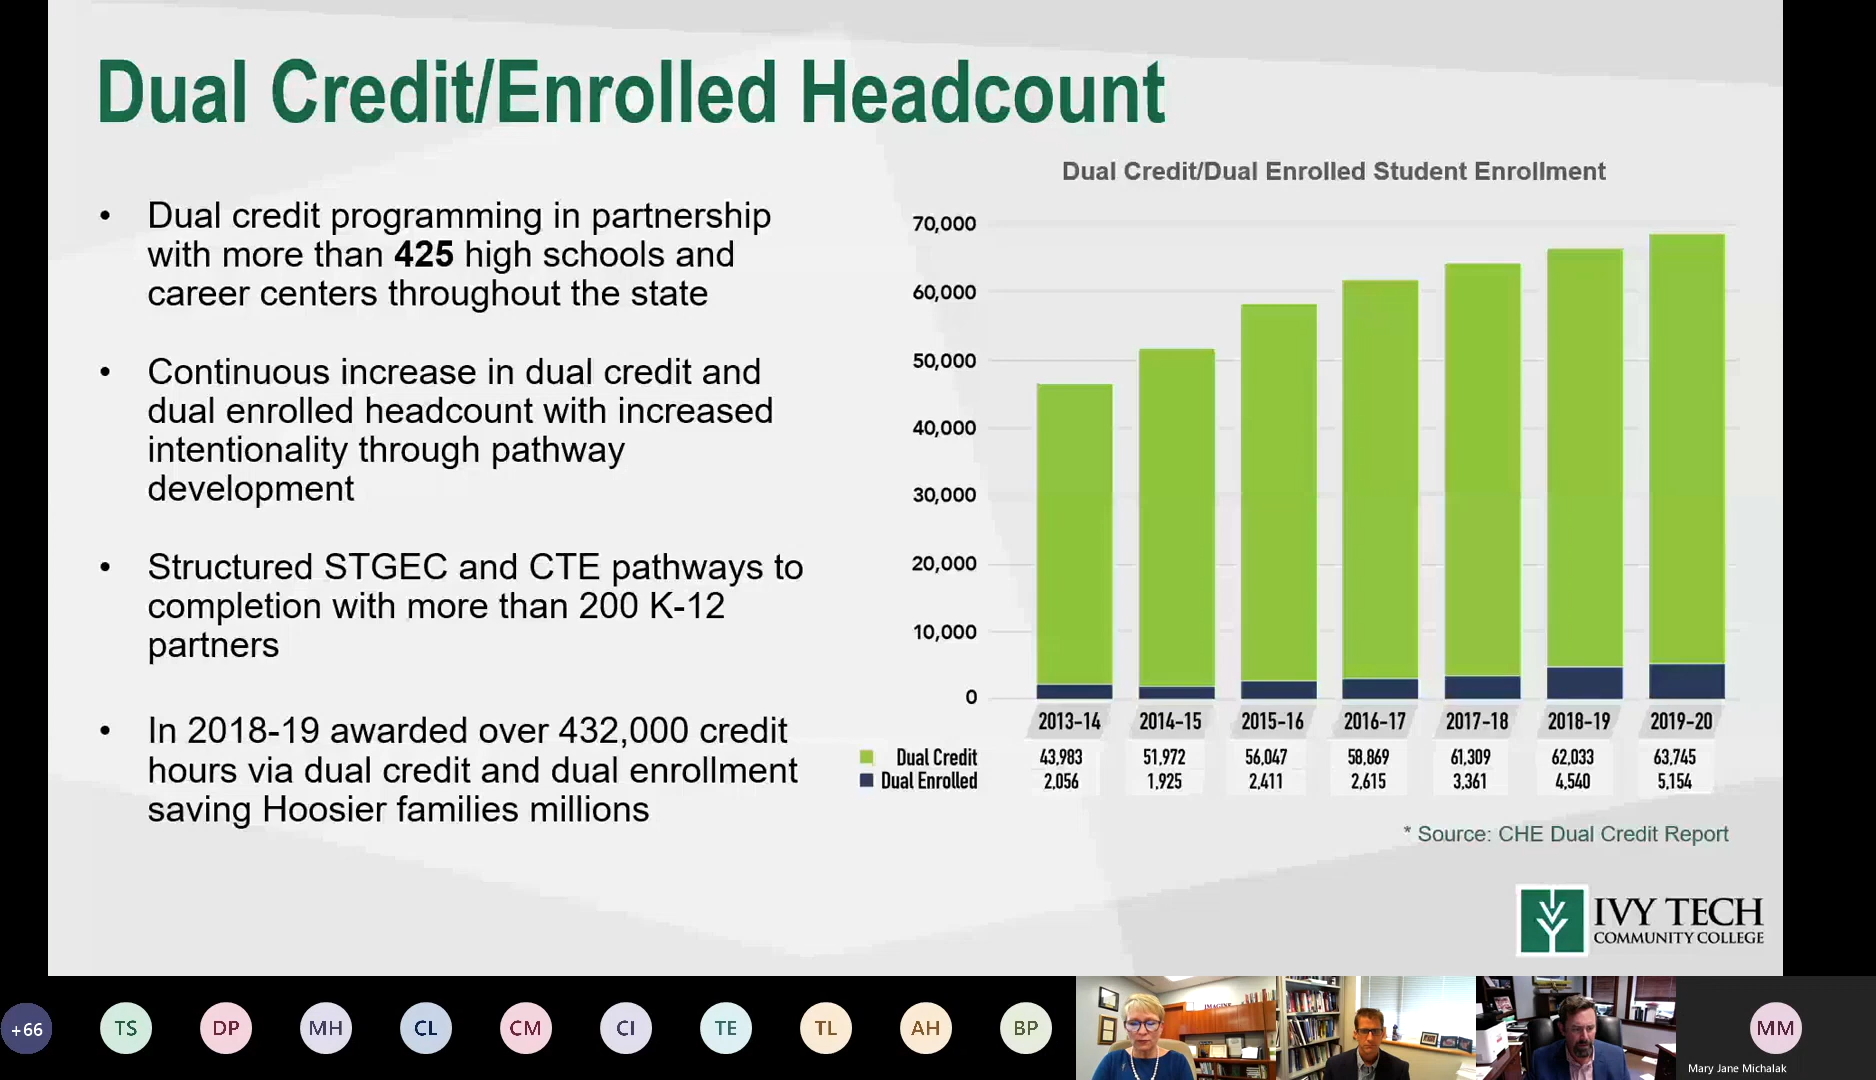 Dual Credit/Enrolled Headcount
• Dual credit programming in partnership
with more than 425 high schools and
career centers throughout the state
• Continuous increase in dual credit and
dual enrolled headcount with increased
intentionality through pathway
development
• Structured STGEC and CTE pathways to
completion with more than 200 K-12
partners
• In 2018-19 awarded over 432,000 credit
hours via dual credit and dual enrollment
saving Hoosier families millions
Dual Credit/Dual Enrolled Student Enrollment
70,000
60,000
50,000
40,000
30,000
20,000
10,000
0
2013-14 2014-15 2015-16 2016-17 2017-18 2018-19 2019-20
Dual Credit 43,983 51,972 56,047 58,869 61,309 62,033 63,745
Dual Enrolled 2,056 1,925 2,411 2,615 3,361 4,540 5,154
* Source: CHE Dual Credit Report
IVY TECH
COMMUNITY COLLEGE
+66 TS DP MH CL CM CI TE TL AH BP MM
IMAGINE
Mary Jane Michalak